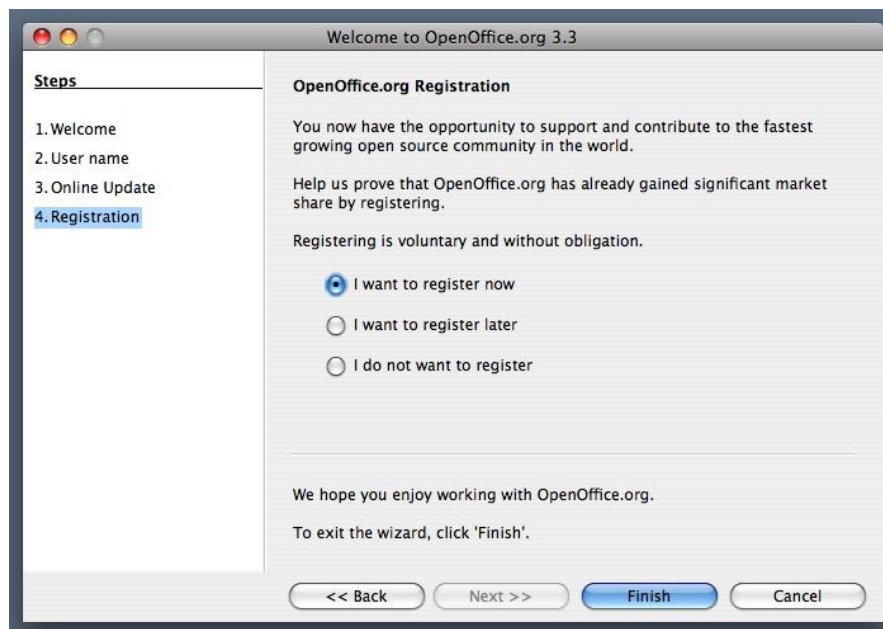 Welcome to OpenOffice.org 3.3
Steps
1. Welcome
2. User name
3. Online Update
4. Registration
OpenOffice.org Registration
You now have the opportunity to support and contribute to the fastest
growing open source community in the world.
Help us prove that OpenOffice.org has already gained significant market
share by registering.
Registering is voluntary and without obligation.
I want to register now
I want to register later
I do not want to register
We hope you enjoy working with OpenOffice.org.
To exit the wizard, click 'Finish'.
<< Back
Next >>
Finish
Cancel